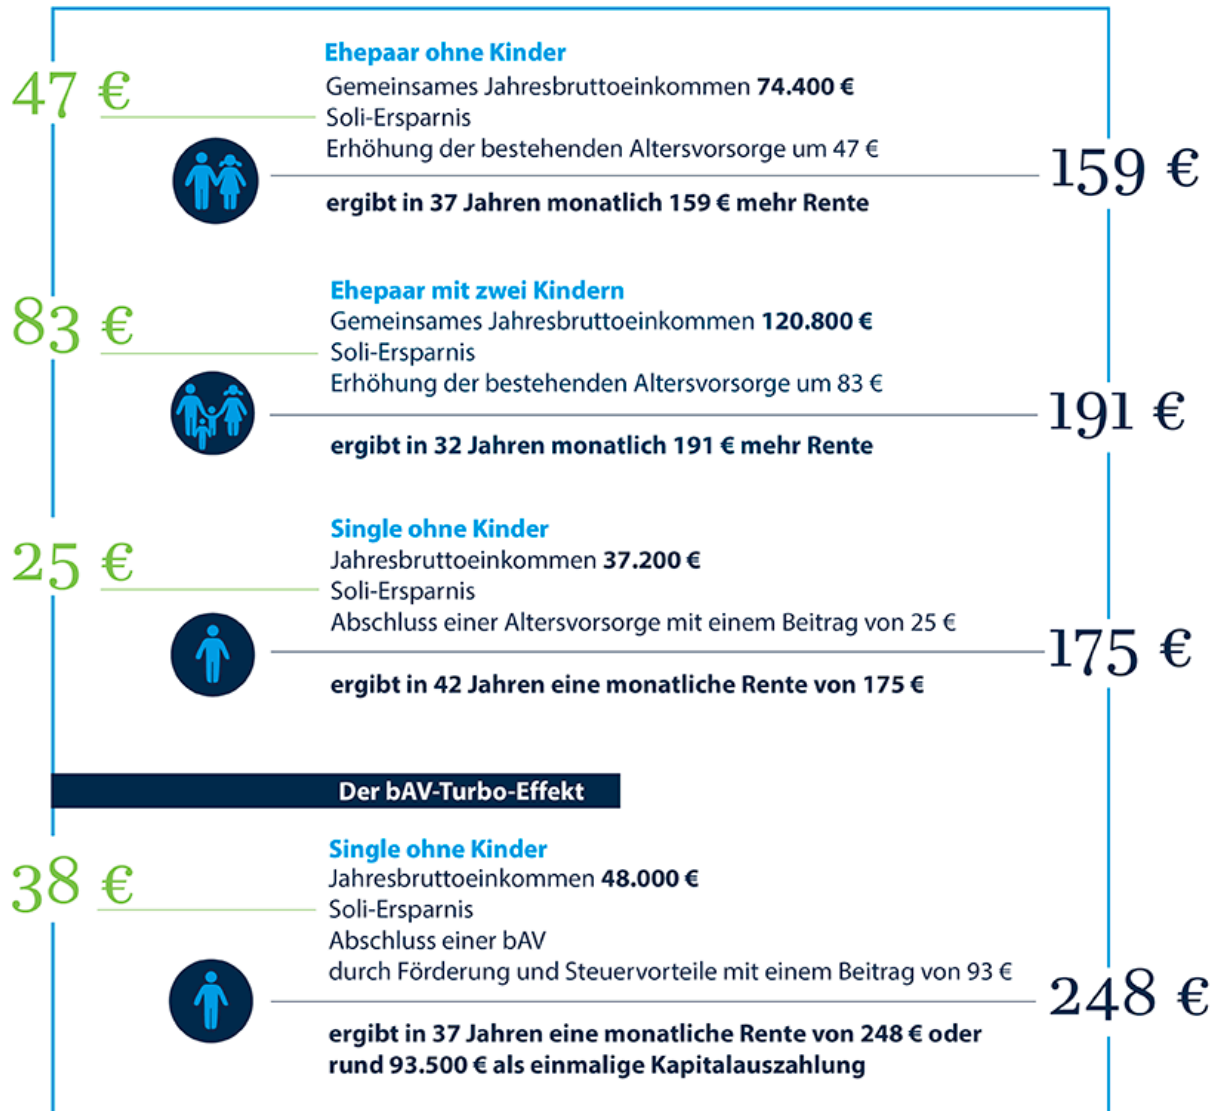 Ehepaar ohne Kinder
47 €
Gemeinsames Jahresbruttoeinkommen 74.400 €
Soli-Ersparnis
Erhöhung der bestehenden Altersvorsorge um 47 €
159 €
ergibt in 37 Jahren monatlich 159 € mehr Rente
Ehepaar mit zwei Kindern
83 €
Gemeinsames Jahresbruttoeinkommen 120.800 €
Soli-Ersparnis
Erhöhung der bestehenden Altersvorsorge um 83 €
191 €
ergibt in 32 Jahren monatlich 191 € mehr Rente
Single ohne Kinder
25 €
Jahresbruttoeinkommen 37.200 €
Soli-Ersparnis
Abschluss einer Altersvorsorge mit einem Beitrag von 25 €
175 €
ergibt in 42 Jahren eine monatliche Rente von 175 €
Der bAV-Turbo-Effekt
Single ohne Kinder
38 €
Jahresbruttoeinkommen 48.000 €
Soli-Ersparnis
Abschluss einer bAV
durch Förderung und Steuervorteile mit einem Beitrag von 93 €
248 €
ergibt in 37 Jahren eine monatliche Rente von 248 € oder
rund 93.500 € als einmalige Kapitalauszahlung